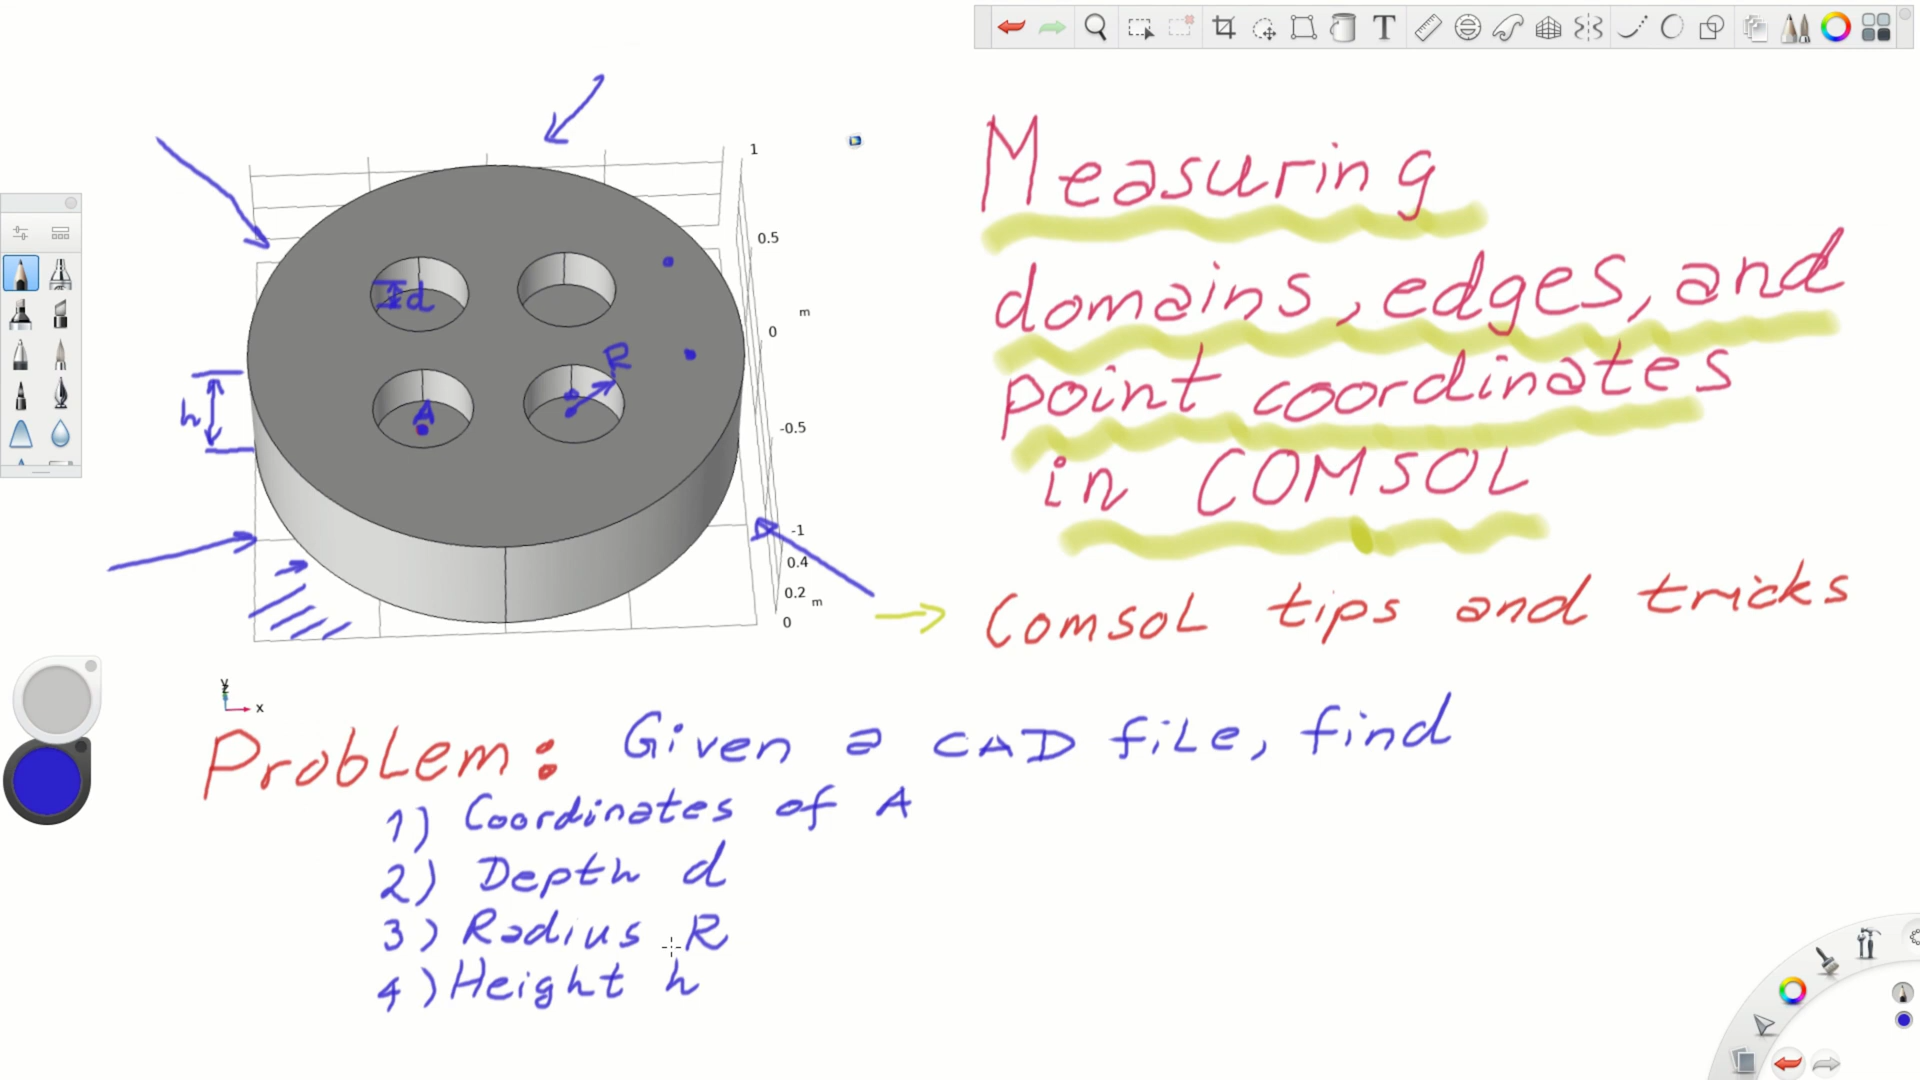 Measuring
domains, edges, and
point coordinates
in COMSOL
Comsol tips and tricks
1
0.5
m
0
-0.5
-1
0.4
0.2
m
0
d
R
h
A
y
z
x
Problem: Given a CAD file, find
1) Coordinates of A
2) Depth d
3) Radius R
4) Height h
T